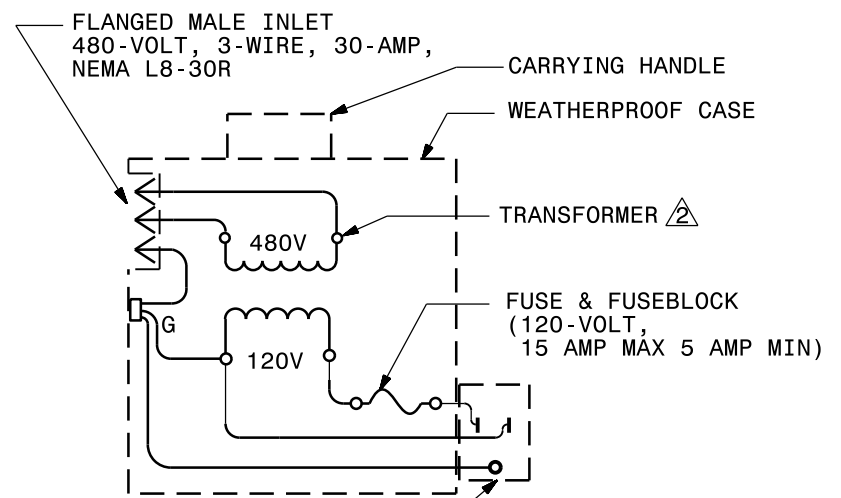 FLANGED MALE INLET
480-VOLT, 3-WIRE, 30-AMP,
NEMA L8-30R
CARRYING HANDLE
WEATHERPROOF CASE
TRANSFORMER 2
480V
FUSE & FUSEBLOCK
(120-VOLT,
15 AMP MAX 5 AMP MIN)
G
120V